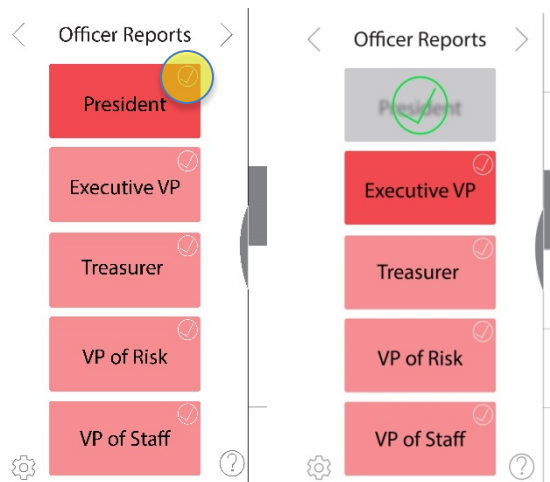 Officer Reports
President
Executive VP
Treasurer
VP of Risk
VP of Staff
?
Officer Reports
President
Executive VP
Treasurer
VP of Risk
VP of Staff
?